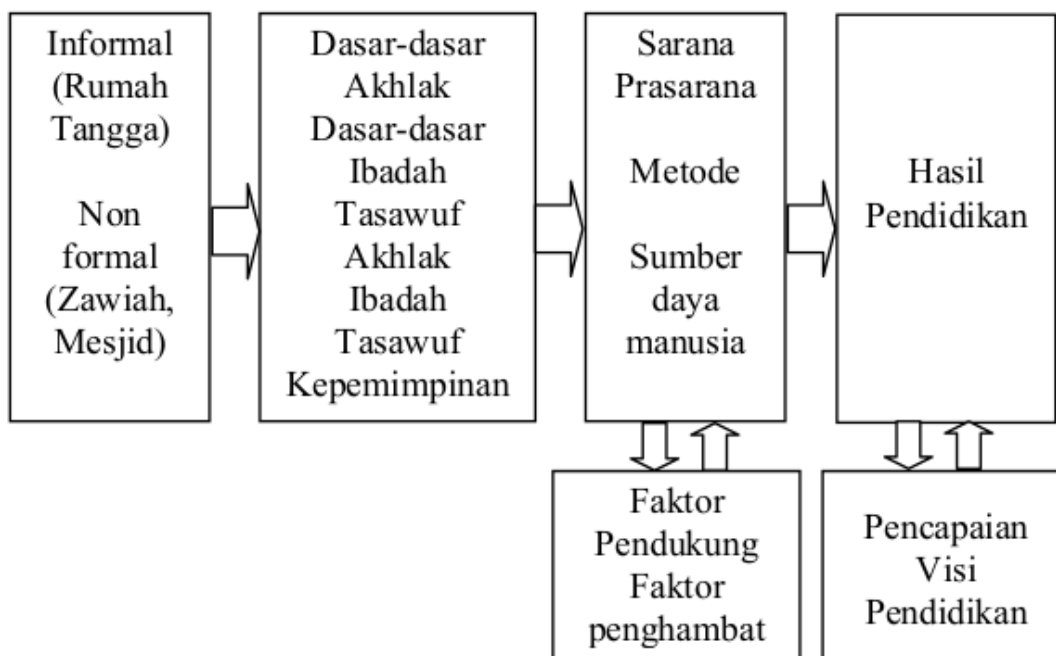 Informal
(Rumah
Tangga)
Non
formal
(Zawiah,
Mesjid)
Dasar-dasar
Akhlak
Dasar-dasar
Ibadah
Tasawuf
Akhlak
Ibadah
Tasawuf
Kepemimpinan
Sarana
Prasarana
Metode
Sumber
daya
manusia
Hasil
Pendidikan
Faktor
Pendukung
Faktor
penghambat
Pencapaian
Visi
Pendidikan